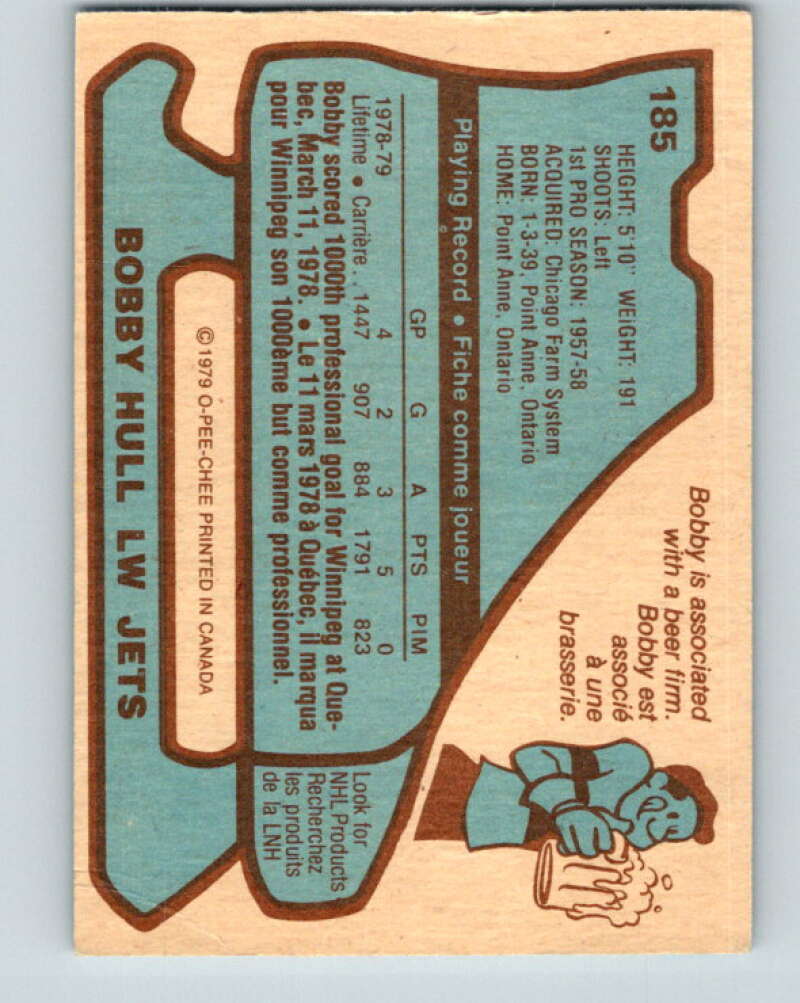 185
HEIGHT: 5'10" WEIGHT: 191
SHOOTS: Left
1st PRO SEASON: 1957-58
ACQUIRED: Chicago Farm System
BORN: 1-3-39, Point Anne, Ontario
HOME: Point Anne, Ontario
Bobby is associated
with a beer firm.
Bobby est
associé
à une
brasserie.
Playing Record • Fiche comme joueur
GP G A PTS PIM
1978-79 4 2 3 5 0
Lifetime • Carrière .. 1447 907 884 1791 823
Bobby scored 1000th professional goal for Winnipeg at Que-
bec, March 11, 1978. • Le 11 mars 1978 à Québec, il marqua
pour Winnipeg son 1000ème but comme professionnel.
Look for
NHL Products
Recherchez
les produits
de la LNH
© 1979 O-PEE-CHEE PRINTED IN CANADA
BOBBY HULL LW JETS